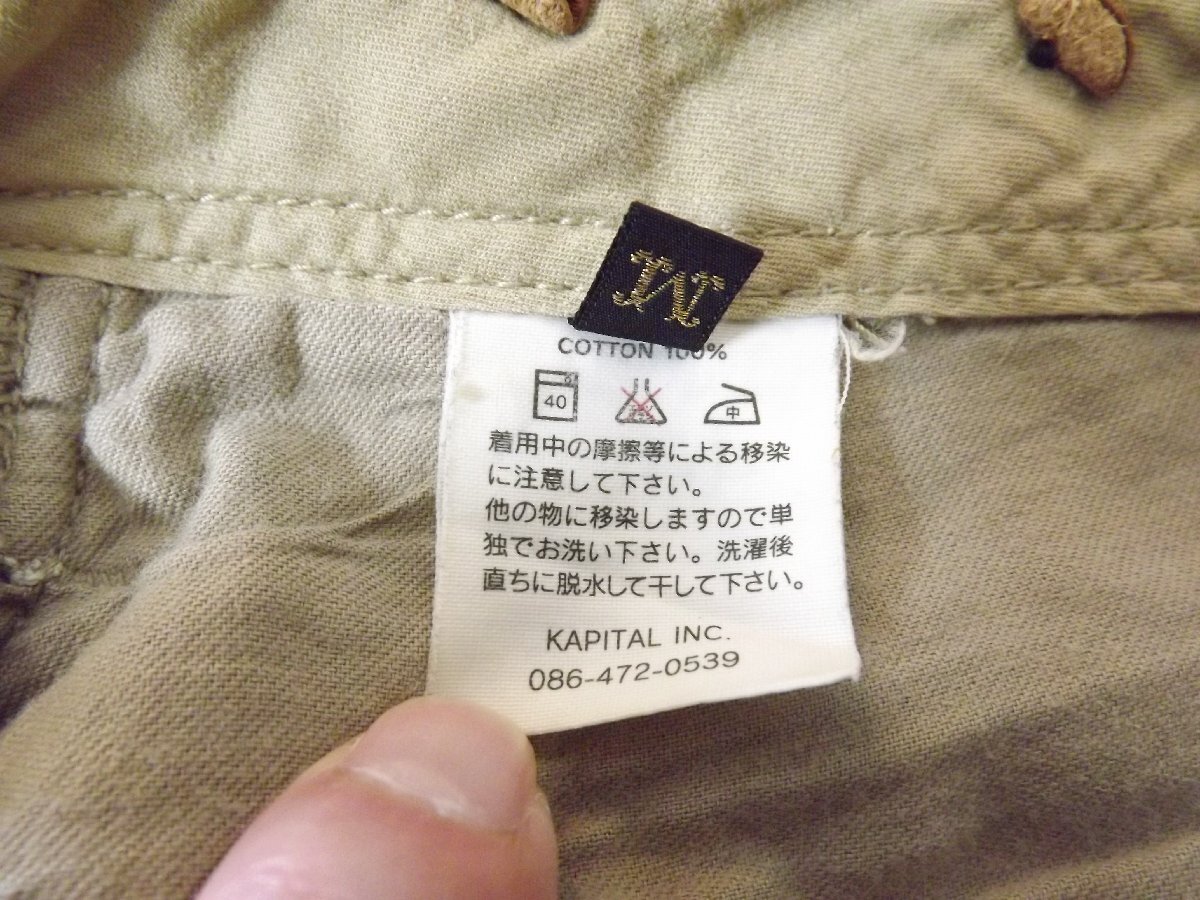 M
COTTON 100%
40 中
着用中の摩擦等による移染
に注意して下さい。
他の物に移染しますので単
独でお洗い下さい。洗濯後
直ちに脱水して干して下さい。
KAPITAL INC.
086-472-0539